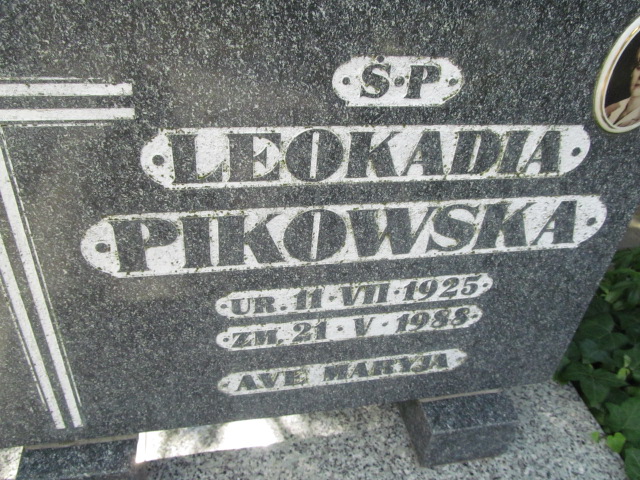 Ś·P
LEOKADIA
PIKOWSKA
UR. 11·VII·1925
ZM. 21·V·1988
AVE MARYJA